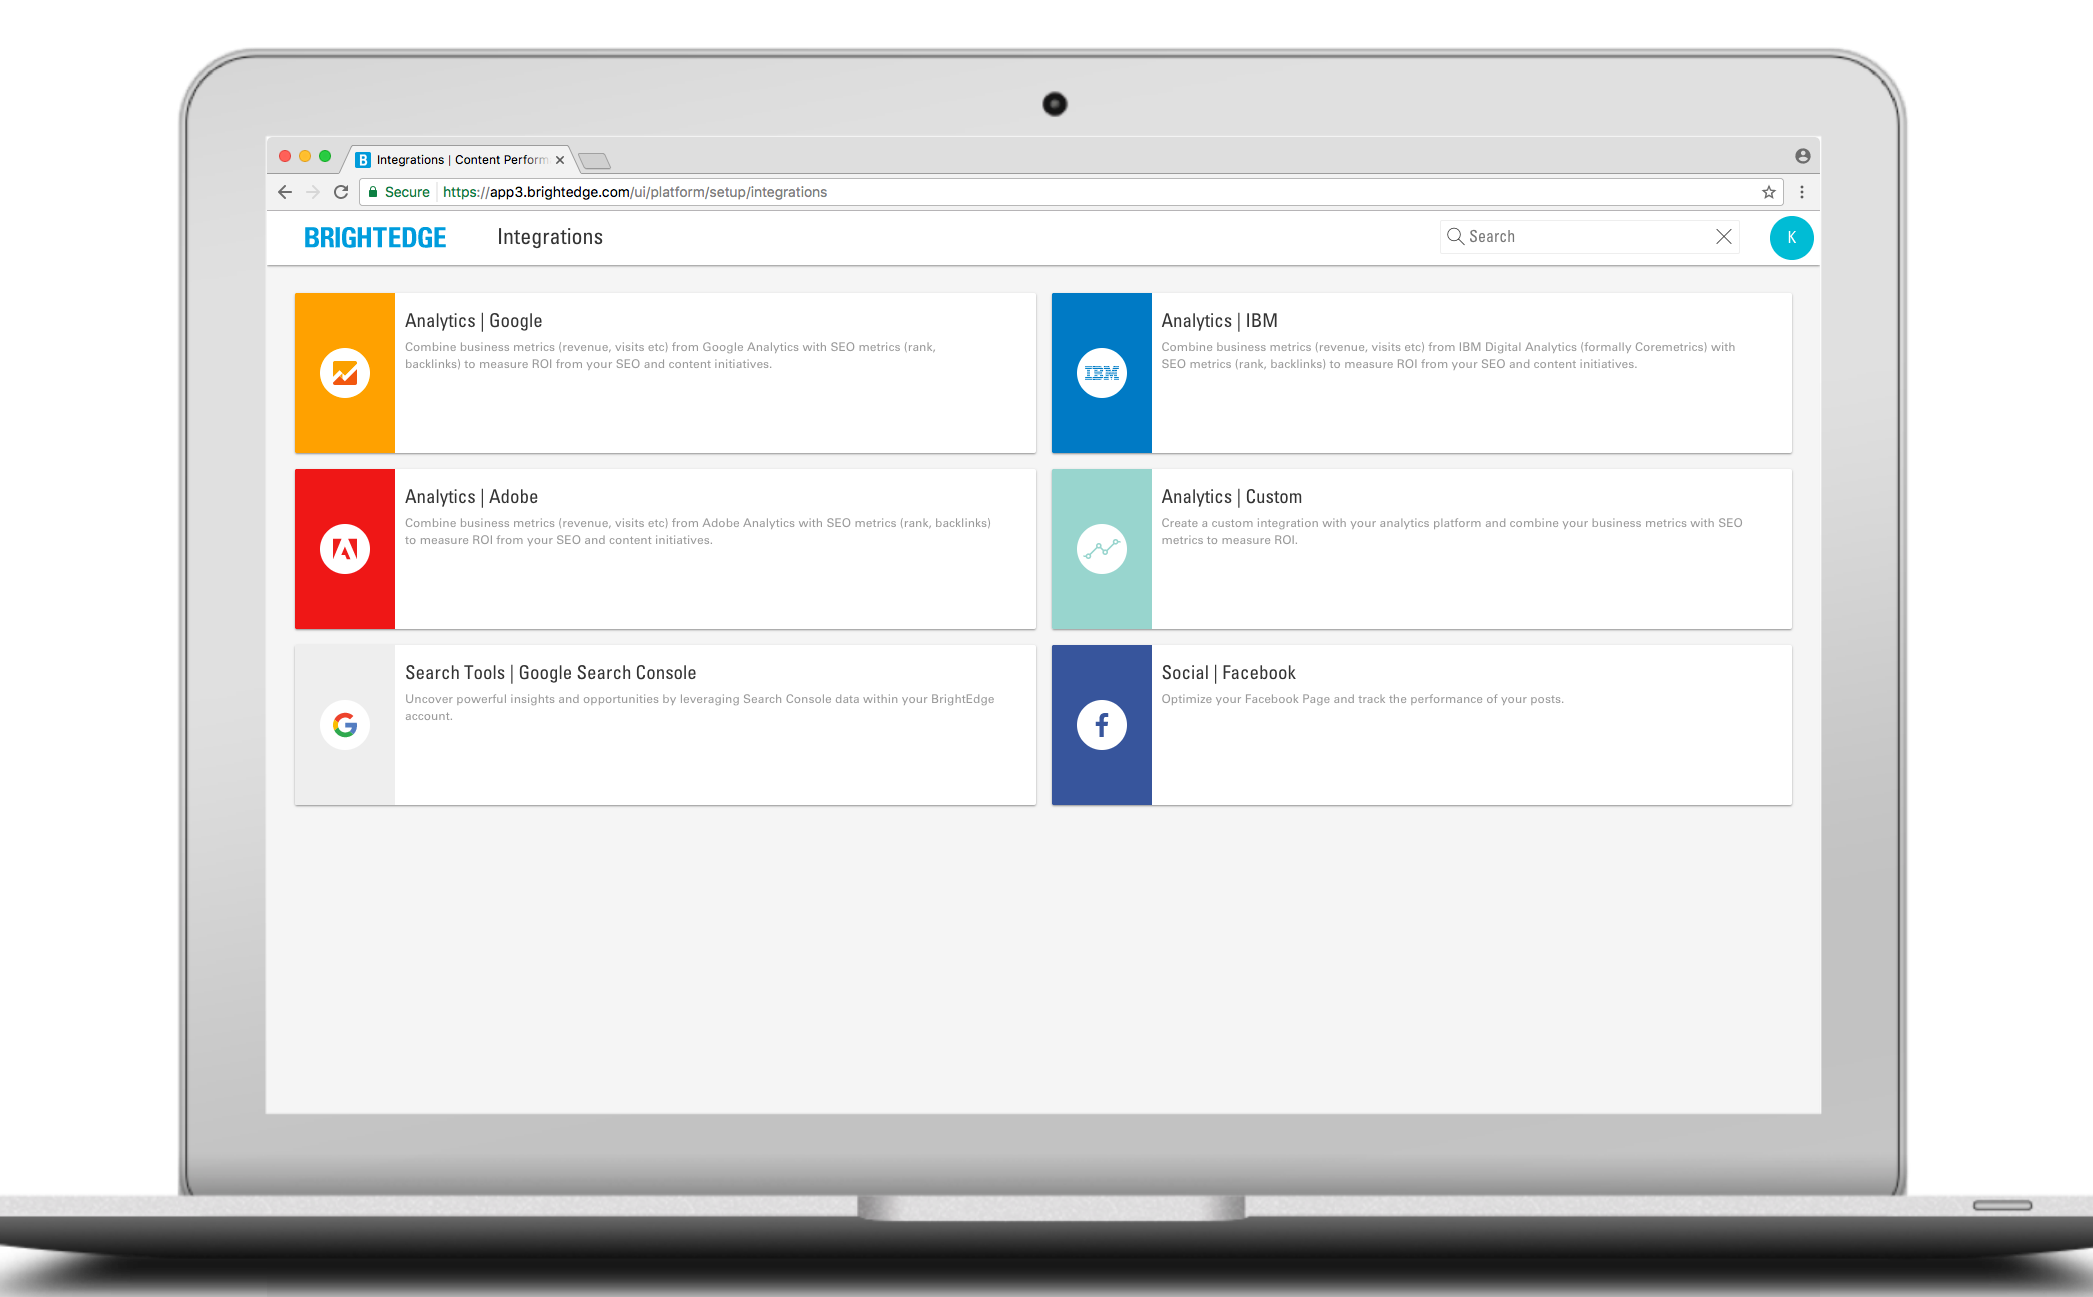 B Integrations | Content Perform
Secure https://app3.brightedge.com/ui/platform/setup/integrations
BRIGHTEDGE Integrations Search K
Analytics | Google
Combine business metrics (revenue, visits etc) from Google Analytics with SEO metrics (rank,
backlinks) to measure ROI from your SEO and content initiatives.
Analytics | IBM
Combine business metrics (revenue, visits etc) from IBM Digital Analytics (formally Coremetrics) with
SEO metrics (rank, backlinks) to measure ROI from your SEO and content initiatives.
IBM
Analytics | Adobe
Combine business metrics (revenue, visits etc) from Adobe Analytics with SEO metrics (rank, backlinks)
to measure ROI from your SEO and content initiatives.
Analytics | Custom
Create a custom integration with your analytics platform and combine your business metrics with SEO
metrics to measure ROI.
Search Tools | Google Search Console
Uncover powerful insights and opportunities by leveraging Search Console data within your BrightEdge
account.
G
Social | Facebook
Optimize your Facebook Page and track the performance of your posts.
f